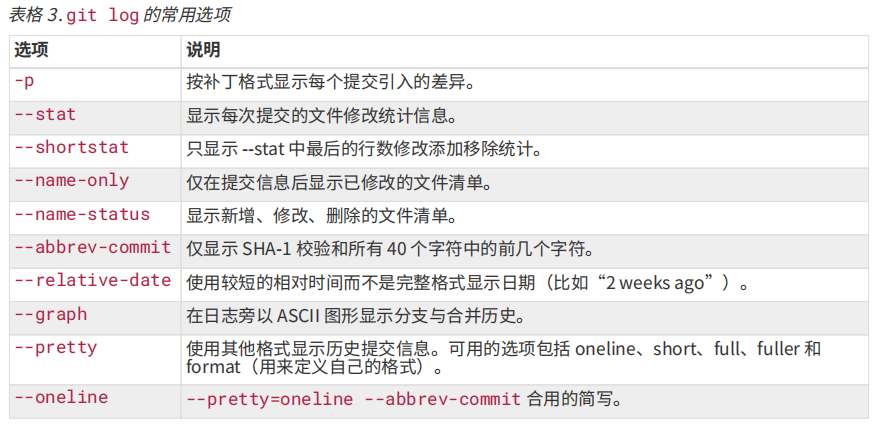 表格 3. git log 的常用选项
选项 说明
-p 按补丁格式显示每个提交引入的差异。
--stat 显示每次提交的文件修改统计信息。
--shortstat 只显示 --stat 中最后的行数修改添加移除统计。
--name-only 仅在提交信息后显示已修改的文件清单。
--name-status 显示新增、修改、删除的文件清单。
--abbrev-commit 仅显示 SHA-1 校验和所有 40 个字符中的前几个字符。
--relative-date 使用较短的相对时间而不是完整格式显示日期（比如“2 weeks ago”）。
--graph 在日志旁以 ASCII 图形显示分支与合并历史。
--pretty 使用其他格式显示历史提交信息。可用的选项包括 oneline、short、full、fuller 和
format（用来定义自己的格式）。
--oneline --pretty=oneline --abbrev-commit 合用的简写。